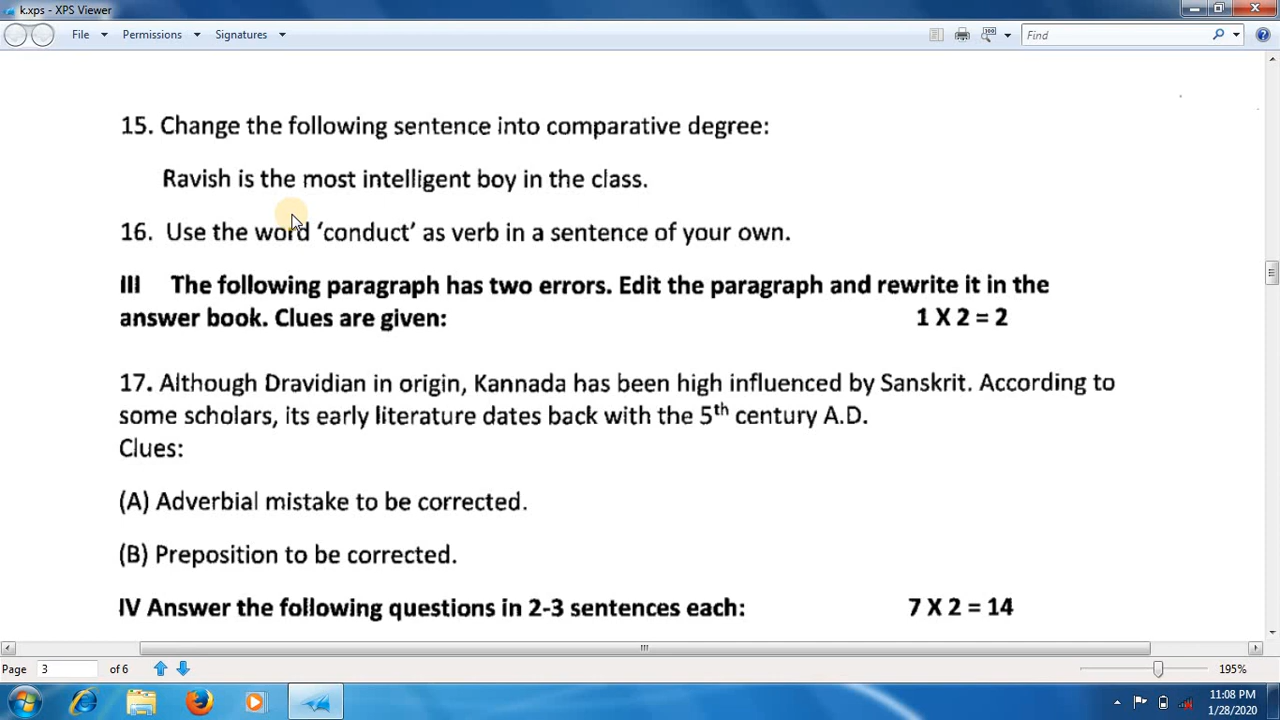 k.xps - XPS Viewer
File Permissions Signatures Find
15. Change the following sentence into comparative degree:
Ravish is the most intelligent boy in the class.
16. Use the word ‘conduct’ as verb in a sentence of your own.
III The following paragraph has two errors. Edit the paragraph and rewrite it in the
answer book. Clues are given: 1 X 2 = 2
17. Although Dravidian in origin, Kannada has been high influenced by Sanskrit. According to
some scholars, its early literature dates back with the 5th century A.D.
Clues:
(A) Adverbial mistake to be corrected.
(B) Preposition to be corrected.
IV Answer the following questions in 2-3 sentences each: 7 X 2 = 14
Page 3 of 6 195%
11:08 PM
1/28/2020